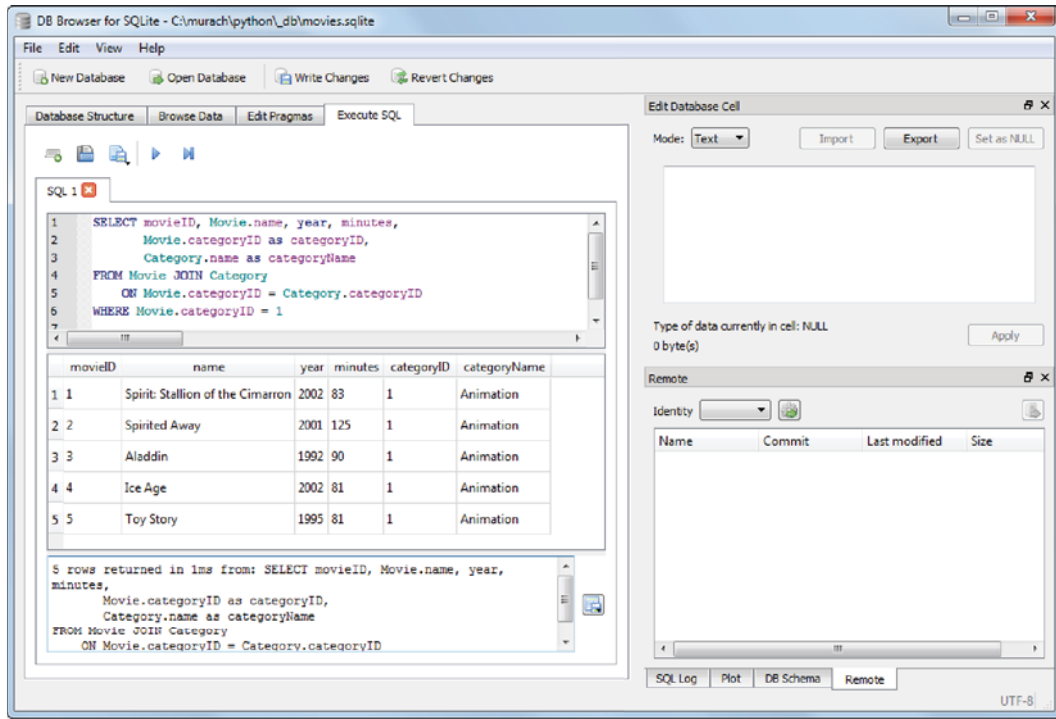 DB Browser for SQLite - C:\murach\python\_db\movies.sqlite
File Edit View Help
New Database Open Database Write Changes Revert Changes
Database Structure Browse Data Edit Pragmas Execute SQL
SQL 1
1 SELECT movieID, Movie.name, year, minutes,
2 Movie.categoryID as categoryID,
3 Category.name as categoryName
4 FROM Movie JOIN Category
5 ON Movie.categoryID = Category.categoryID
6 WHERE Movie.categoryID = 1
7
movieID name year minutes categoryID categoryName
1 1 Spirit: Stallion of the Cimarron 2002 83 1 Animation
2 2 Spirited Away 2001 125 1 Animation
3 3 Aladdin 1992 90 1 Animation
4 4 Ice Age 2002 81 1 Animation
5 5 Toy Story 1995 81 1 Animation
5 rows returned in 1ms from: SELECT movieID, Movie.name, year,
minutes,
Movie.categoryID as categoryID,
Category.name as categoryName
FROM Movie JOIN Category
ON Movie.categoryID = Category.categoryID
Edit Database Cell
Mode: Text Import Export Set as NULL
Type of data currently in cell: NULL
0 byte(s)
Apply
Remote
Identity
Name Commit Last modified Size
SQL Log Plot DB Schema Remote
UTF-8